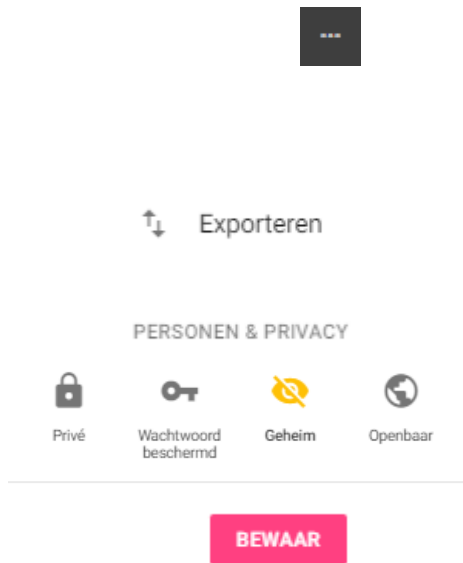 Exporteren
PERSONEN & PRIVACY
Privé
Wachtwoord
beschermd
Geheim
Openbaar
BEWAAR